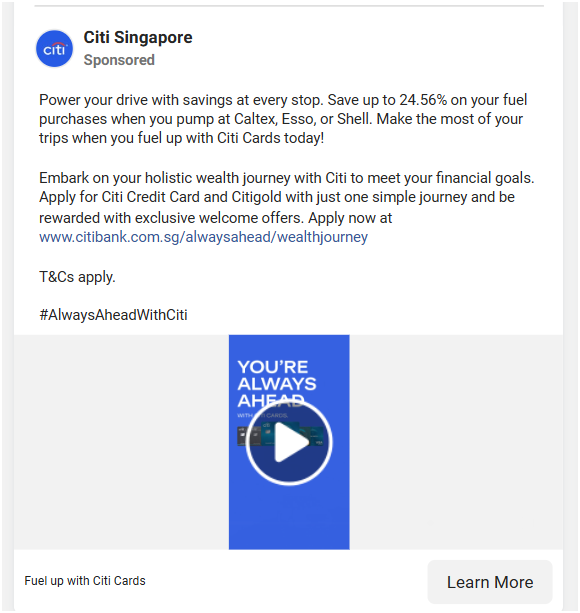 citi
Citi Singapore
Sponsored
Power your drive with savings at every stop. Save up to 24.56% on your fuel
purchases when you pump at Caltex, Esso, or Shell. Make the most of your
trips when you fuel up with Citi Cards today!
Embark on your holistic wealth journey with Citi to meet your financial goals.
Apply for Citi Credit Card and Citigold with just one simple journey and be
rewarded with exclusive welcome offers. Apply now at
www.citibank.com.sg/alwaysahead/wealthjourney
T&Cs apply.
#AlwaysAheadWithCiti
YOU'RE
ALWAYS
AHEAD
WITH CITI CARDS.
Fuel up with Citi Cards
Learn More